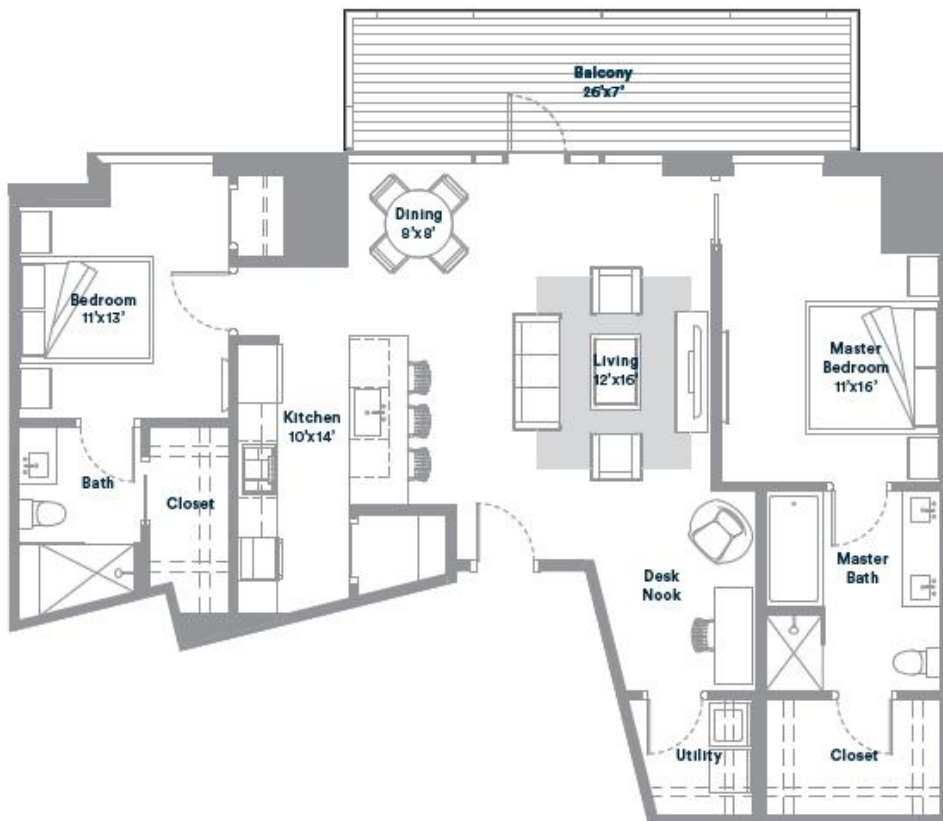 Balcony
26'x7'
Dining
8'x8'
Bedroom
11'x13'
Living
12'x16'
Master
Bedroom
11'x16'
Kitchen
10'x14'
Bath
Closet
Master
Bath
Desk
Nook
Utility
Closet